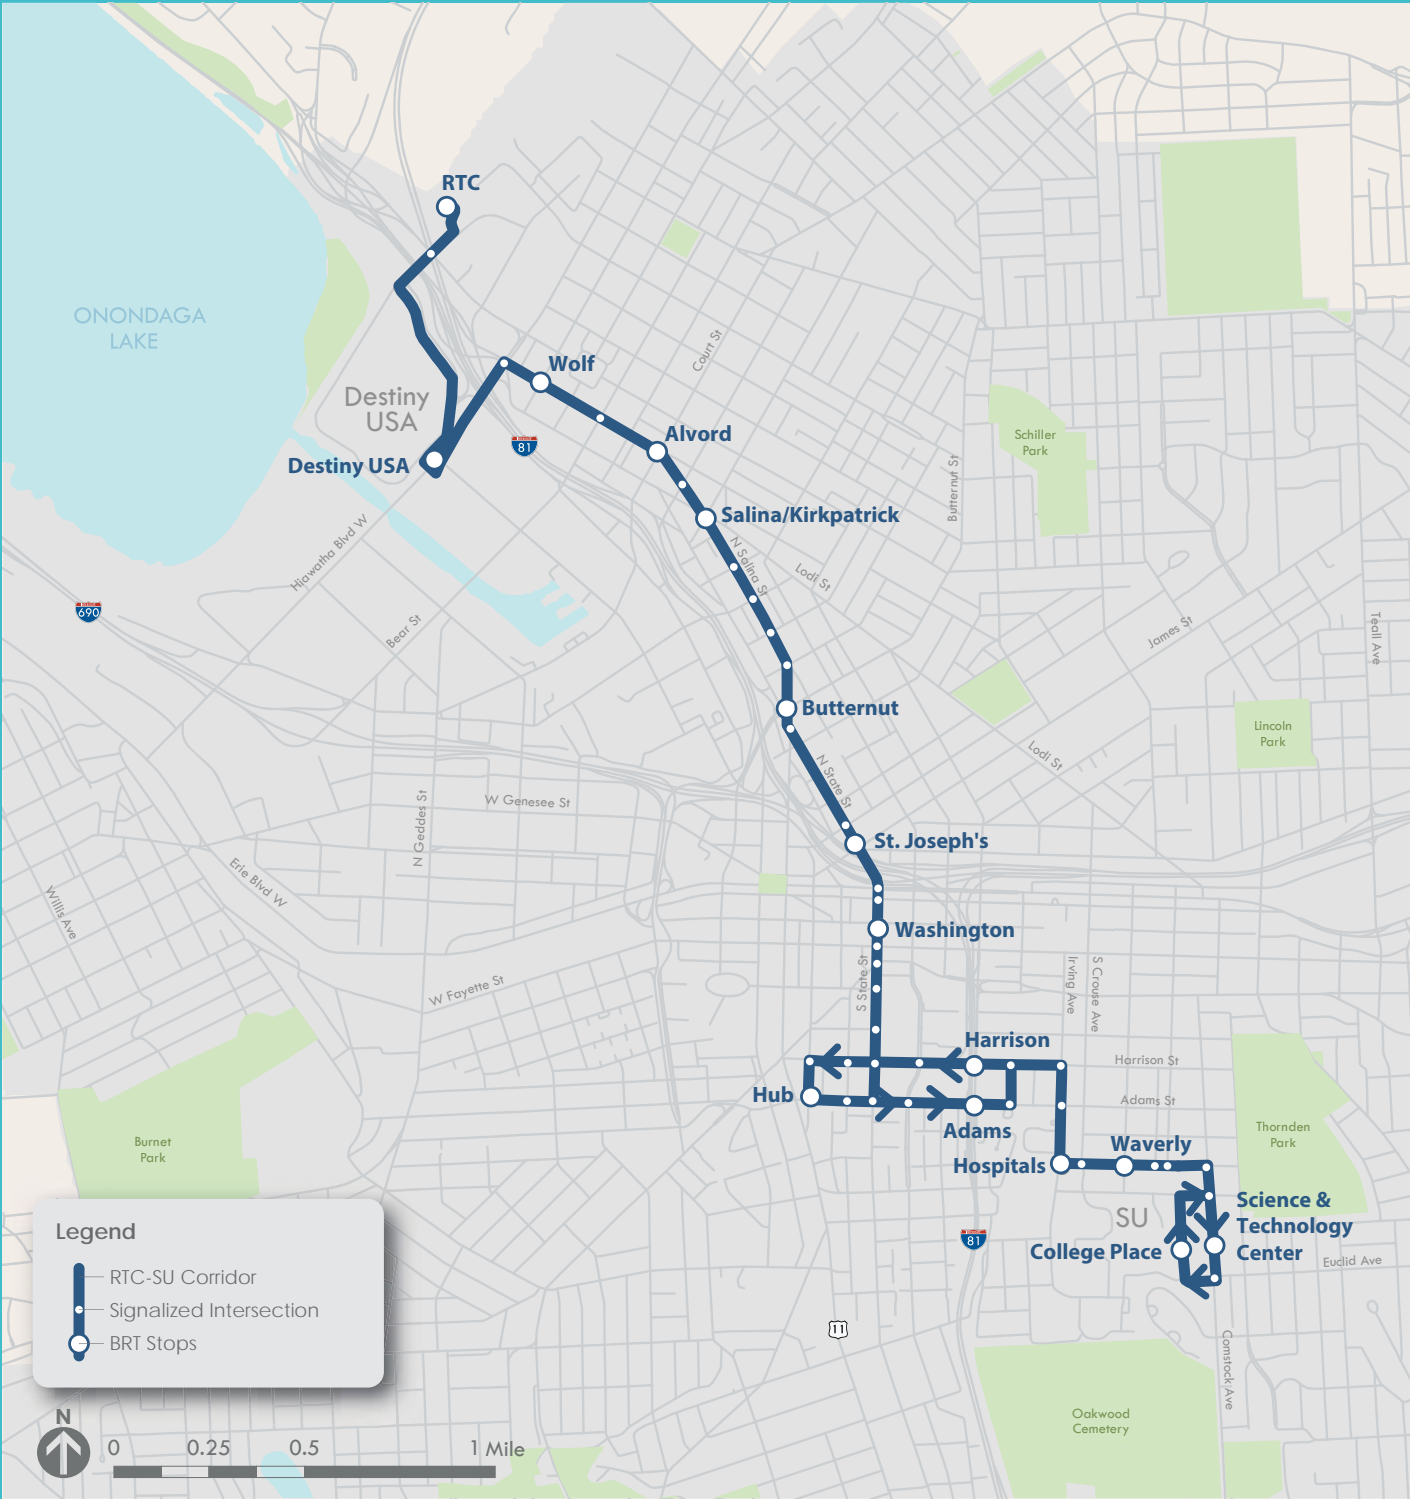 RTC
ONONDAGA
LAKE
Court St
Wolf
Destiny
USA
81
Alvord
Schiller
Park
Destiny USA
Butternut St
Salina/Kirkpatrick
Hiawatha Blvd W
N Salina St
Lodi St
690
Bear St
James St
Teall Ave
Butternut
Lincoln
Park
Lodi St
N State St
W Genesee St
N Geddes St
St. Joseph's
Erie Blvd W
Willis Ave
Washington
S State St
Irving Ave
S Crouse Ave
W Fayette St
Harrison
Harrison St
Hub
Adams St
Adams
Thornden
Park
Burnet
Park
Waverly
Hospitals
Science &
Technology
Center
SU
College Place
81
Euclid Ave
Legend
RTC-SU Corridor
Signalized Intersection
BRT Stops
11
Comstock Ave
Oakwood
Cemetery
N
0 0.25 0.5 1 Mile